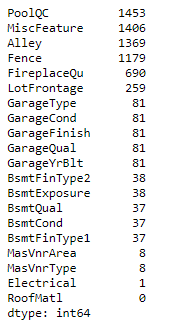 PoolQC 1453
MiscFeature 1406
Alley 1369
Fence 1179
FireplaceQu 690
LotFrontage 259
GarageType 81
GarageCond 81
GarageFinish 81
GarageQual 81
GarageYrBlt 81
BsmtFinType2 38
BsmtExposure 38
BsmtQual 37
BsmtCond 37
BsmtFinType1 37
MasVnrArea 8
MasVnrType 8
Electrical 1
RoofMatl 0
dtype: int64